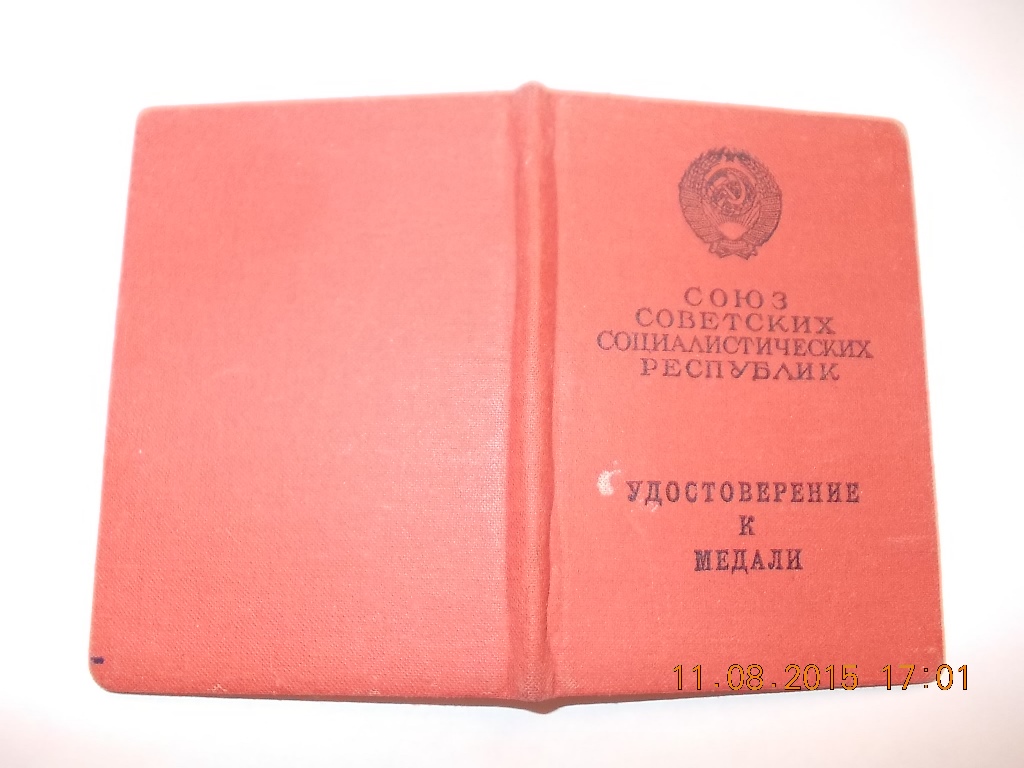 СОЮЗ
СОВЕТСКИХ
СОЦИАЛИСТИЧЕСКИХ
РЕСПУБЛИК
УДОСТОВЕРЕНИЕ
К
МЕДАЛИ
11.08.2015 17:01